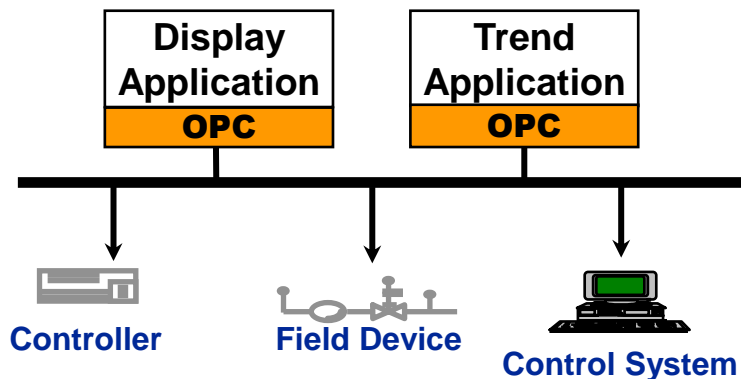 Display
Application
OPC
Trend
Application
OPC
Controller
Field Device
Control System